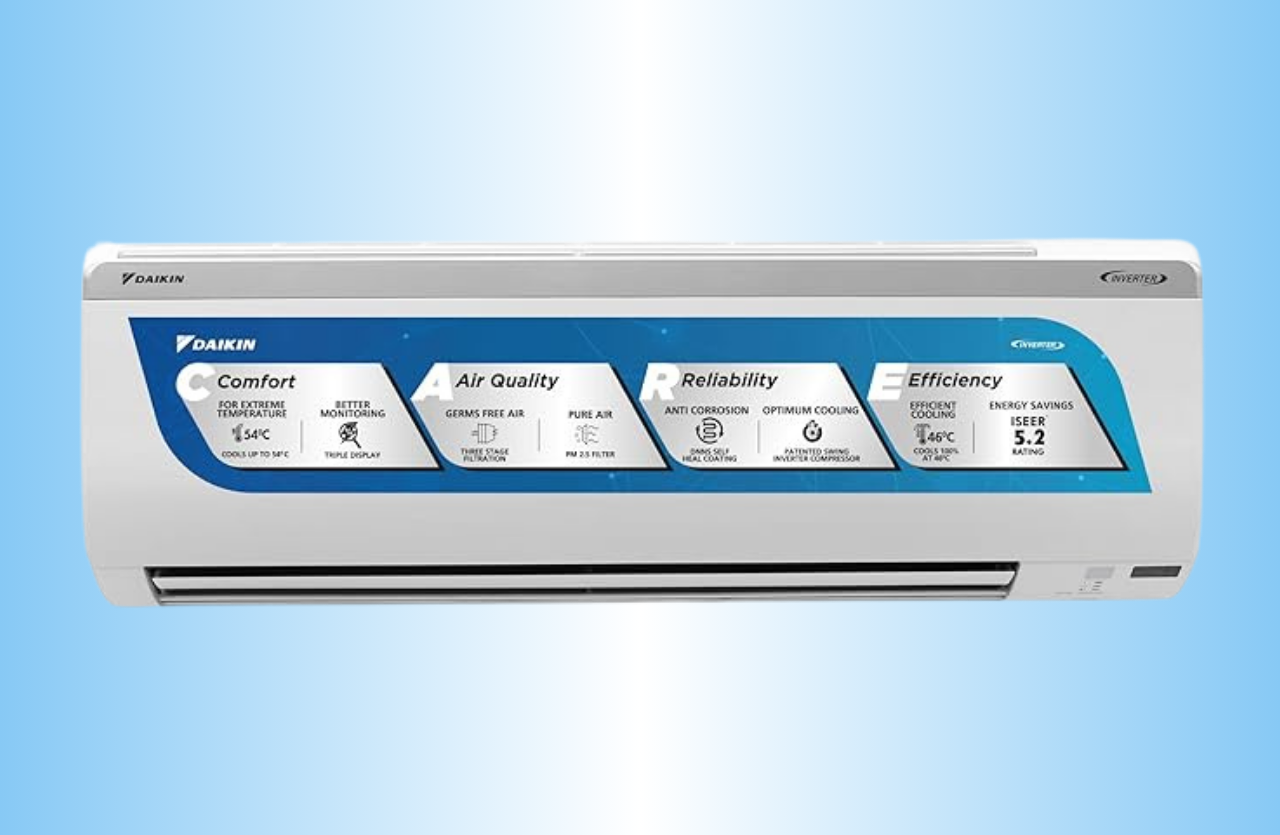 DAIKIN
INVERTER
DAIKIN
INVERTER
C Comfort
FOR EXTREME
TEMPERATURE
54°C
COOLS UP TO 54°C
BETTER
MONITORING
TRIPLE DISPLAY
A Air Quality
GERMS FREE AIR
THREE STAGE
FILTRATION
PURE AIR
PM 2.5 FILTER
R Reliability
ANTI CORROSION
DNNS SELF
HEAL COATING
OPTIMUM COOLING
PATENTED SWING
INVERTER COMPRESSOR
E Efficiency
EFFICIENT
COOLING
46°C
COOLS 100%
AT 46°C
ENERGY SAVINGS
ISEER
5.2
RATING